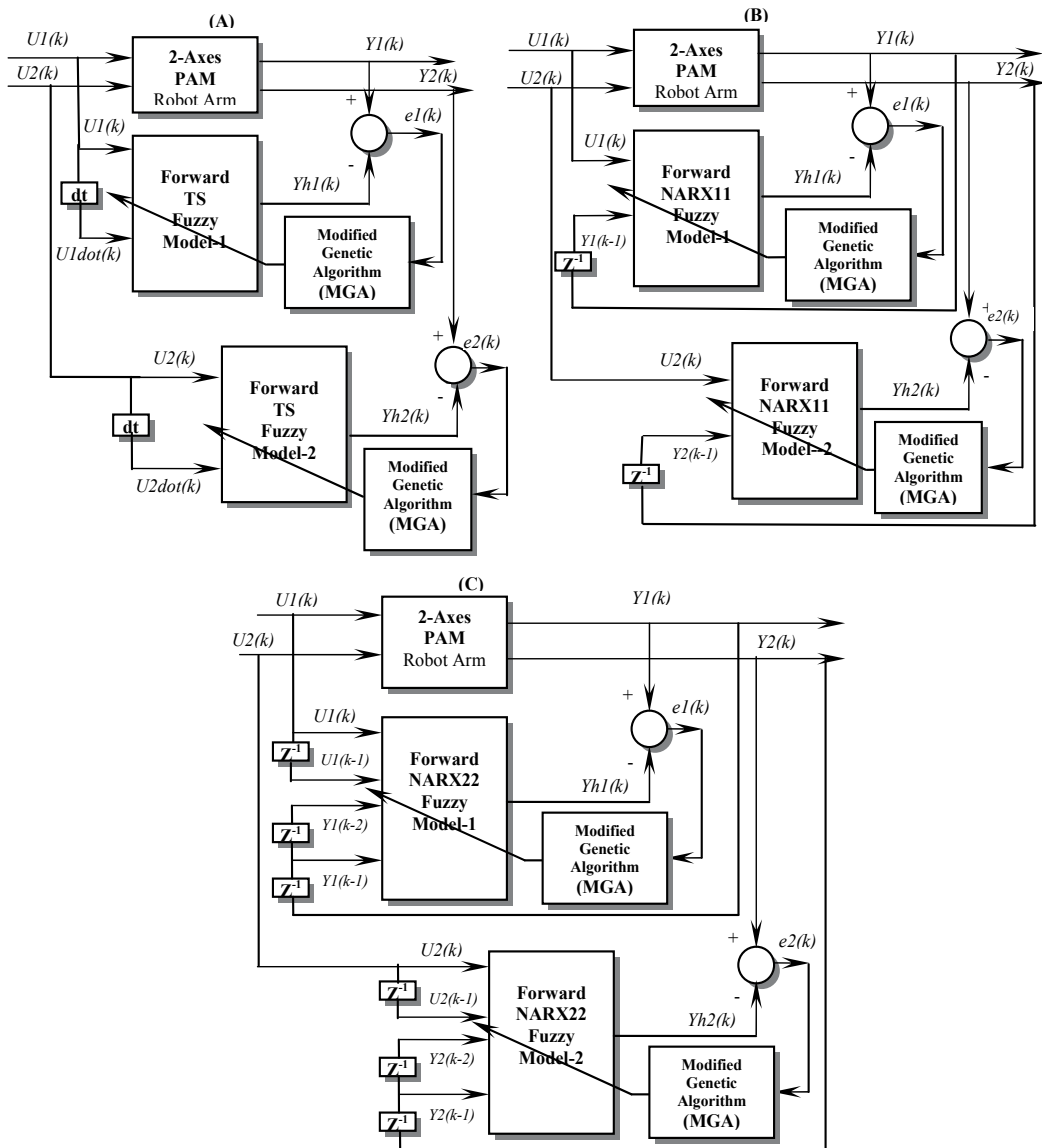 (A)
U1(k)
U2(k)
2-Axes
PAM
Robot Arm
Y1(k)
Y2(k)
+
e1(k)
-
U1(k)
dt
U1dot(k)
Forward
TS
Fuzzy
Model-1
Yh1(k)
Modified
Genetic
Algorithm
(MGA)
+
e2(k)
-
U2(k)
dt
U2dot(k)
Forward
TS
Fuzzy
Model-2
Yh2(k)
Modified
Genetic
Algorithm
(MGA)
(B)
U1(k)
U2(k)
2-Axes
PAM
Robot Arm
Y1(k)
Y2(k)
+
e1(k)
-
U1(k)
Y1(k-1)
Z-1
Forward
NARX11
Fuzzy
Model-1
Yh1(k)
Modified
Genetic
Algorithm
(MGA)
+
e2(k)
-
U2(k)
Y2(k-1)
Z-1
Forward
NARX11
Fuzzy
Model--2
Yh2(k)
Modified
Genetic
Algorithm
(MGA)
(C)
U1(k)
U2(k)
2-Axes
PAM
Robot Arm
Y1(k)
Y2(k)
+
e1(k)
-
U1(k)
Z-1
U1(k-1)
Z-1
Y1(k-2)
Y1(k-1)
Z-1
Forward
NARX22
Fuzzy
Model-1
Yh1(k)
Modified
Genetic
Algorithm
(MGA)
+
e2(k)
-
U2(k)
Z-1
U2(k-1)
Y2(k-2)
Z-1
Y2(k-1)
Z-1
Forward
NARX22
Fuzzy
Model-2
Yh2(k)
Modified
Genetic
Algorithm
(MGA)